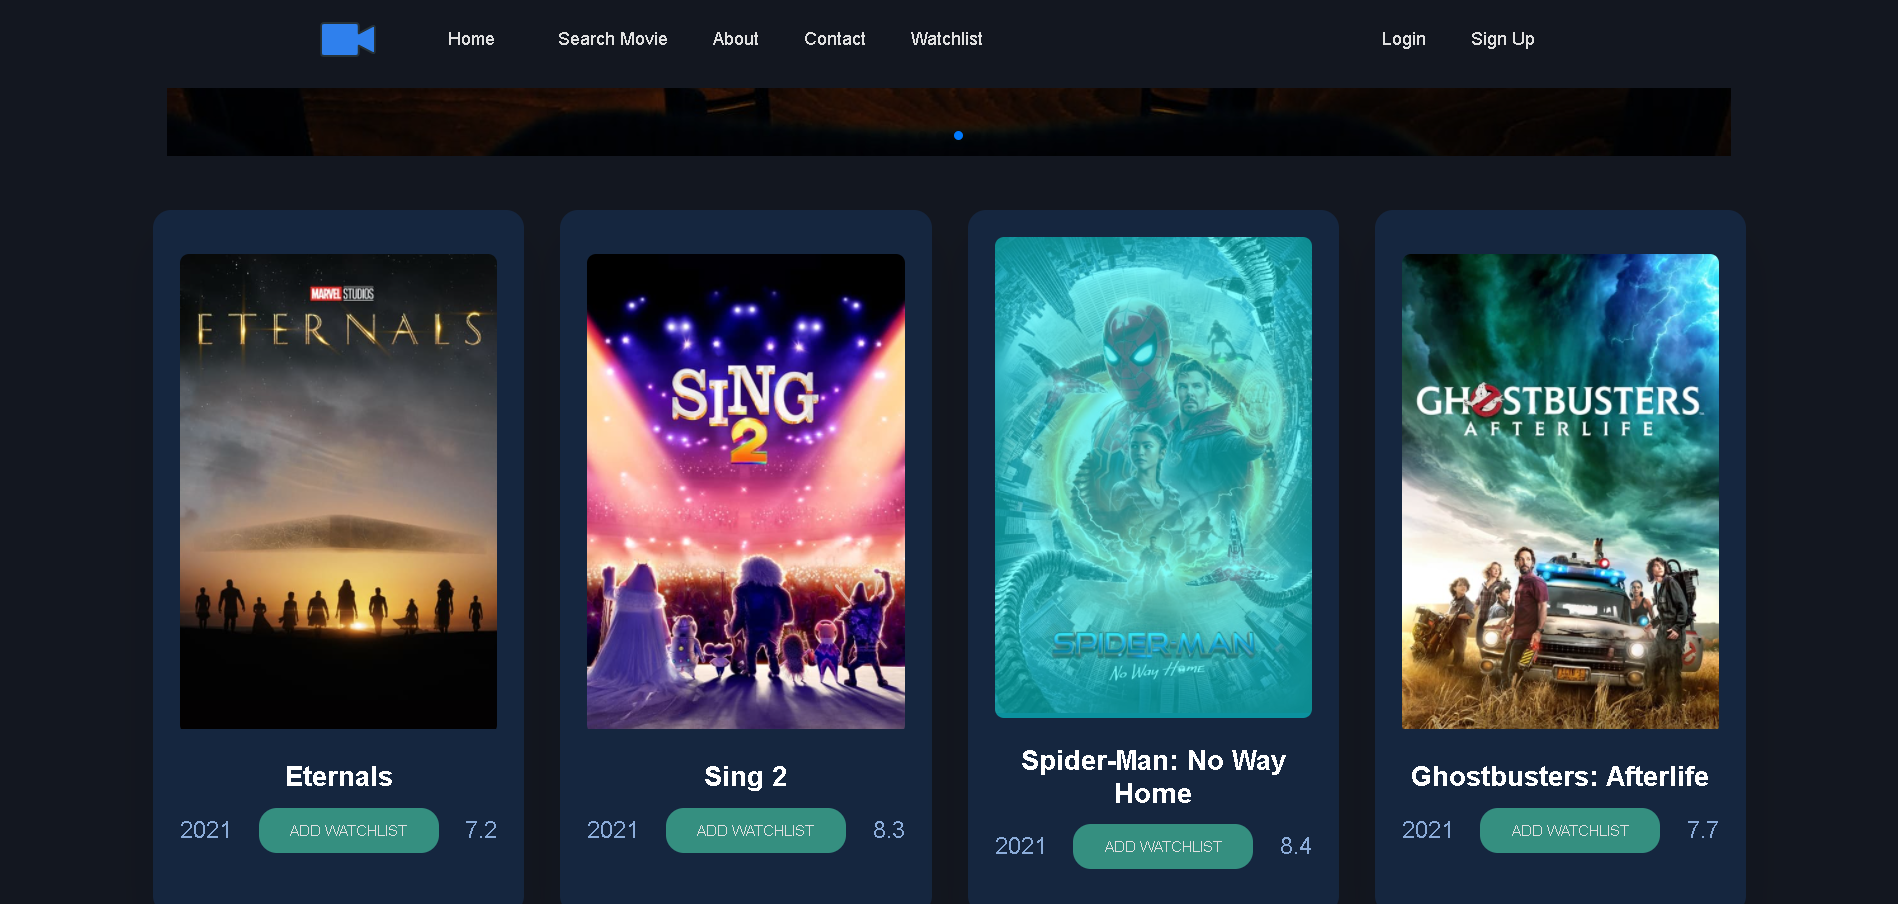 Home Search Movie About Contact Watchlist Login Sign Up
MARVEL STUDIOS
ETERNALS
SING
2
SPIDER-MAN
NO WAY HOME
GHOSTBUSTERS
AFTERLIFE
Eternals
2021 ADD WATCHLIST 7.2
Sing 2
2021 ADD WATCHLIST 8.3
Spider-Man: No Way
Home
2021 ADD WATCHLIST 8.4
Ghostbusters: Afterlife
2021 ADD WATCHLIST 7.7